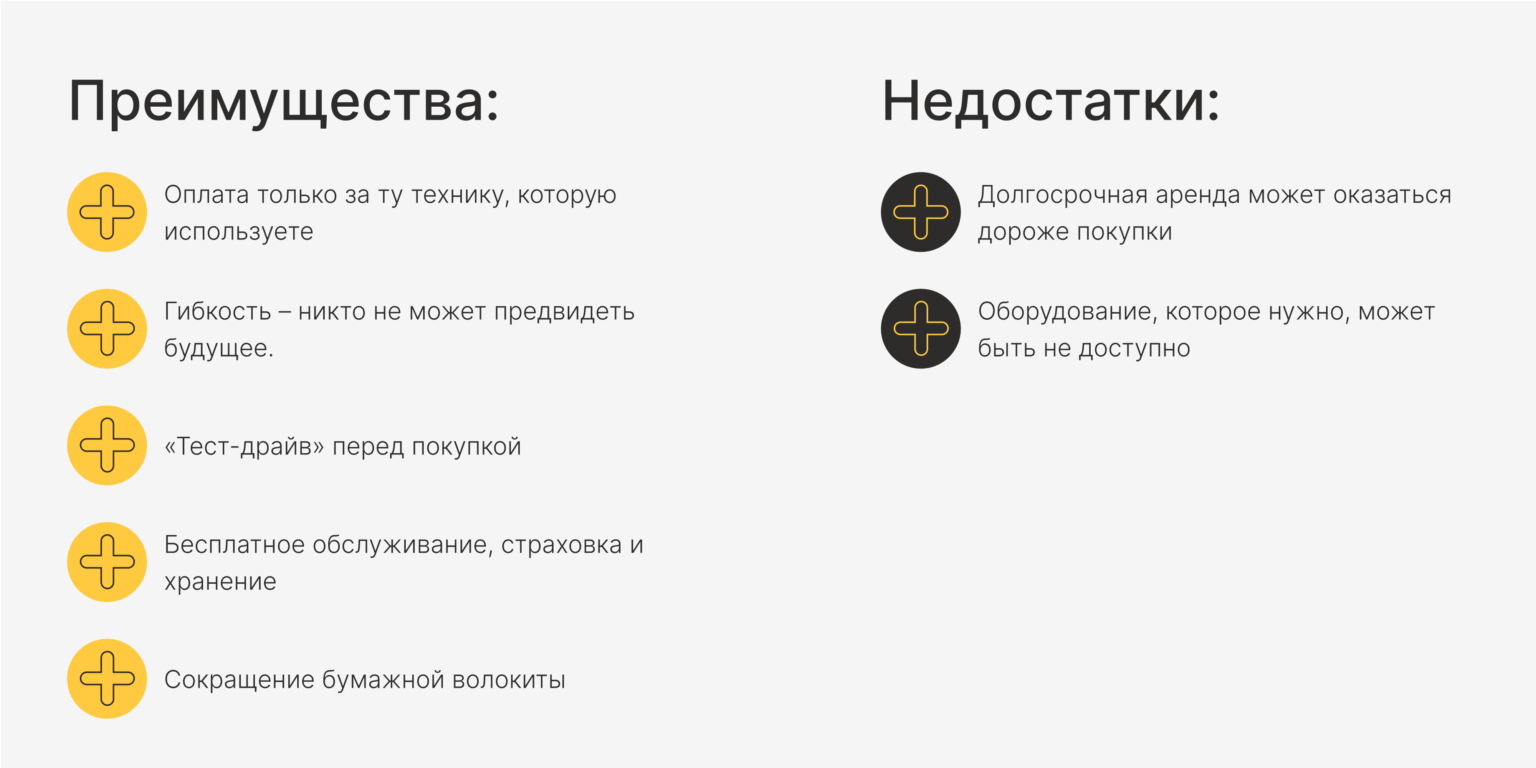 Преимущества:
Оплата только за ту технику, которую
используете
Гибкость – никто не может предвидеть
будущее.
«Тест-драйв» перед покупкой
Бесплатное обслуживание, страховка и
хранение
Сокращение бумажной волокиты
Недостатки:
Долгосрочная аренда может оказаться
дороже покупки
Оборудование, которое нужно, может
быть не доступно